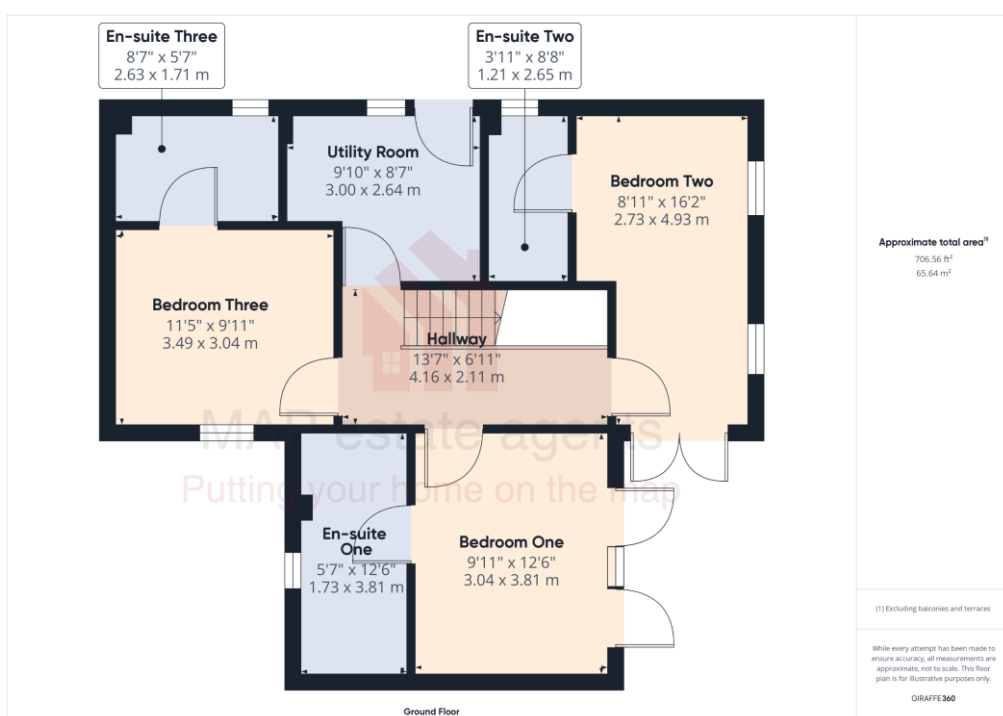 En-suite Three
8'7" x 5'7"
2.63 x 1.71 m
En-suite Two
3'11" x 8'8"
1.21 x 2.65 m
Utility Room
9'10" x 8'7"
3.00 x 2.64 m
Bedroom Two
8'11" x 16'2"
2.73 x 4.93 m
Bedroom Three
11'5" x 9'11"
3.49 x 3.04 m
Hallway
13'7" x 6'11"
4.16 x 2.11 m
MAP estate agents
Putting your home on the map
En-suite
One
5'7" x 12'6"
1.73 x 3.81 m
Bedroom One
9'11" x 12'6"
3.04 x 3.81 m
Ground Floor
Approximate total area(1)
706.56 ft²
65.64 m²
(1) Excluding balconies and terraces
While every attempt has been made to
ensure accuracy, all measurements are
approximate, not to scale. This floor
plan is for illustrative purposes only.
GIRAFFE360